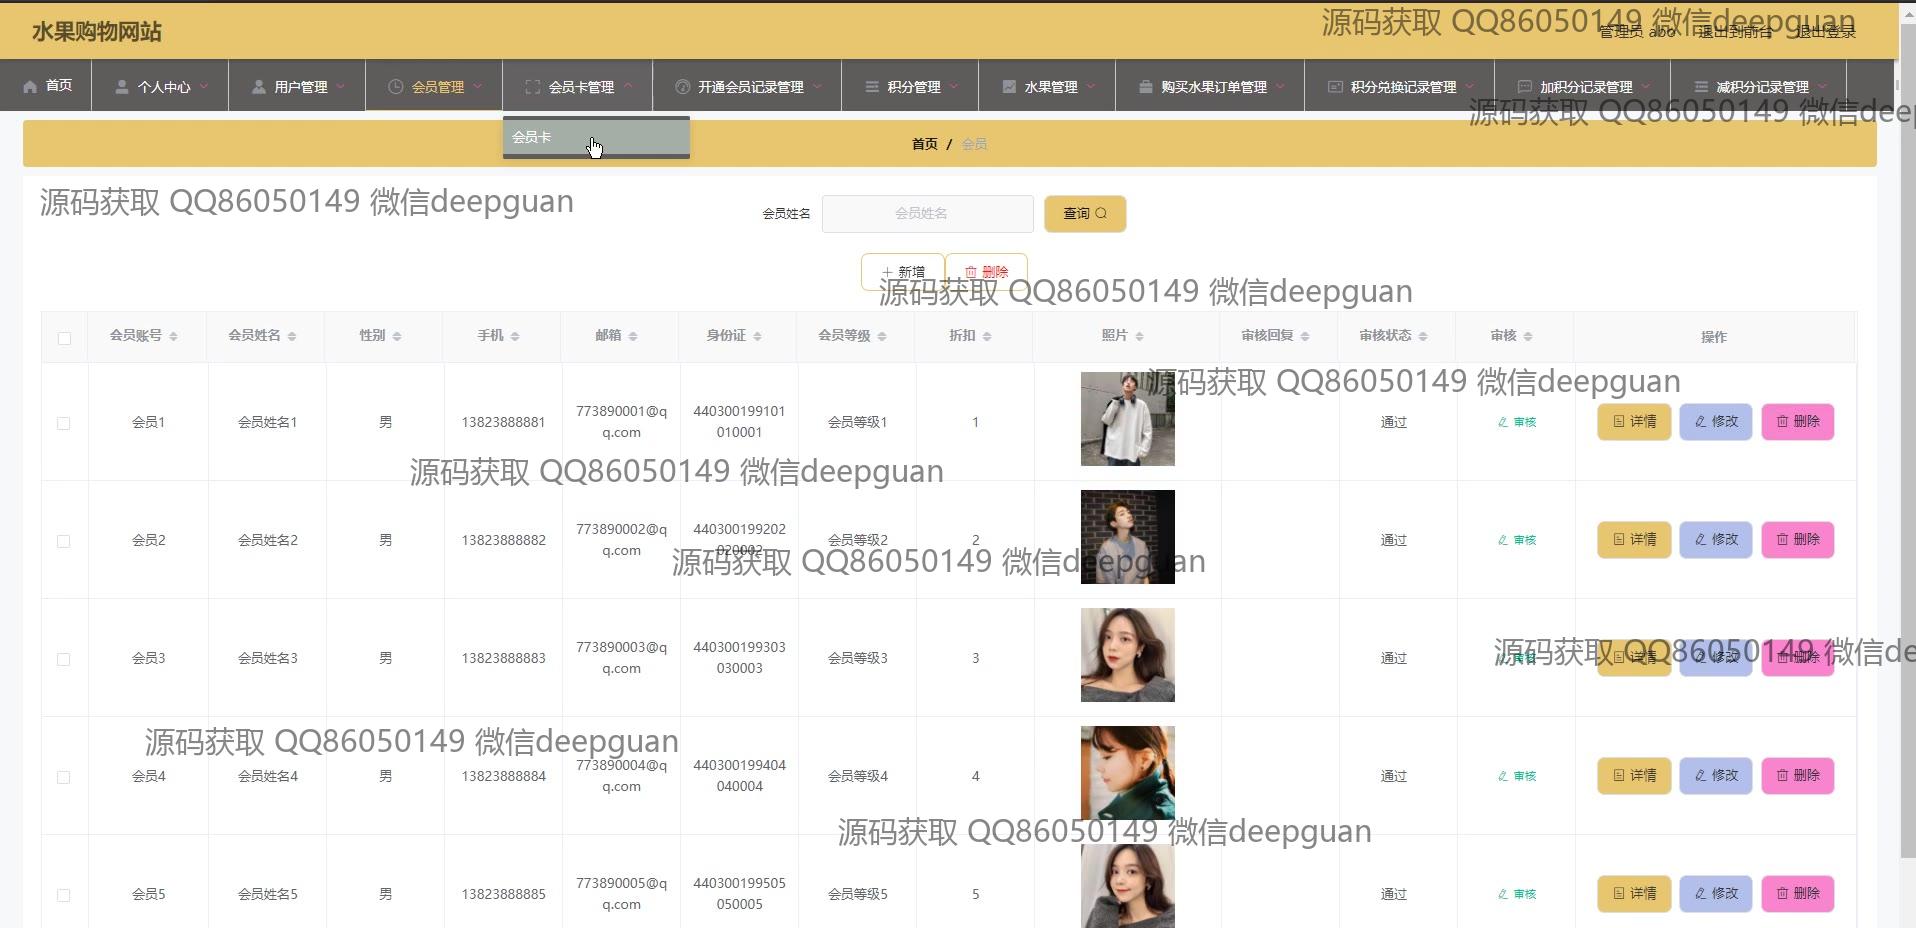 水果购物网站
源码获取 QQ86050149 微信deepguan
管理员 abo 退出到前台 退出登录
首页 个人中心 用户管理 会员管理 会员卡管理 开通会员记录管理 积分管理 水果管理 购买水果订单管理 积分兑换记录管理 加积分记录管理 减积分记录管理
源码获取 QQ86050149 微信deep
会员卡
首页 / 会员
源码获取 QQ86050149 微信deepguan
会员姓名 会员姓名 查询
新增 删除
源码获取 QQ86050149 微信deepguan
会员账号 会员姓名 性别 手机 邮箱 身份证 会员等级 折扣 照片 审核回复 审核状态 审核 操作
源码获取 QQ86050149 微信deepguan
会员1 会员姓名1 男 13823888881 773890001@q 440300199101 会员等级1 1 通过 审核 详情 修改 删除
q.com 010001
源码获取 QQ86050149 微信deepguan
会员2 会员姓名2 男 13823888882 773890002@q 440300199202 会员等级2 2 通过 审核 详情 修改 删除
q.com 020002
源码获取 QQ86050149 微信deepguan
会员3 会员姓名3 男 13823888883 773890003@q 440300199303 会员等级3 3 通过 审核 详情 修改 删除
q.com 030003
源码获取 QQ86050149 微信de
源码获取 QQ86050149 微信deepguan
会员4 会员姓名4 男 13823888884 773890004@q 440300199404 会员等级4 4 通过 审核 详情 修改 删除
q.com 040004
源码获取 QQ86050149 微信deepguan
会员5 会员姓名5 男 13823888885 773890005@q 440300199505 会员等级5 5 通过 审核 详情 修改 删除
q.com 050005